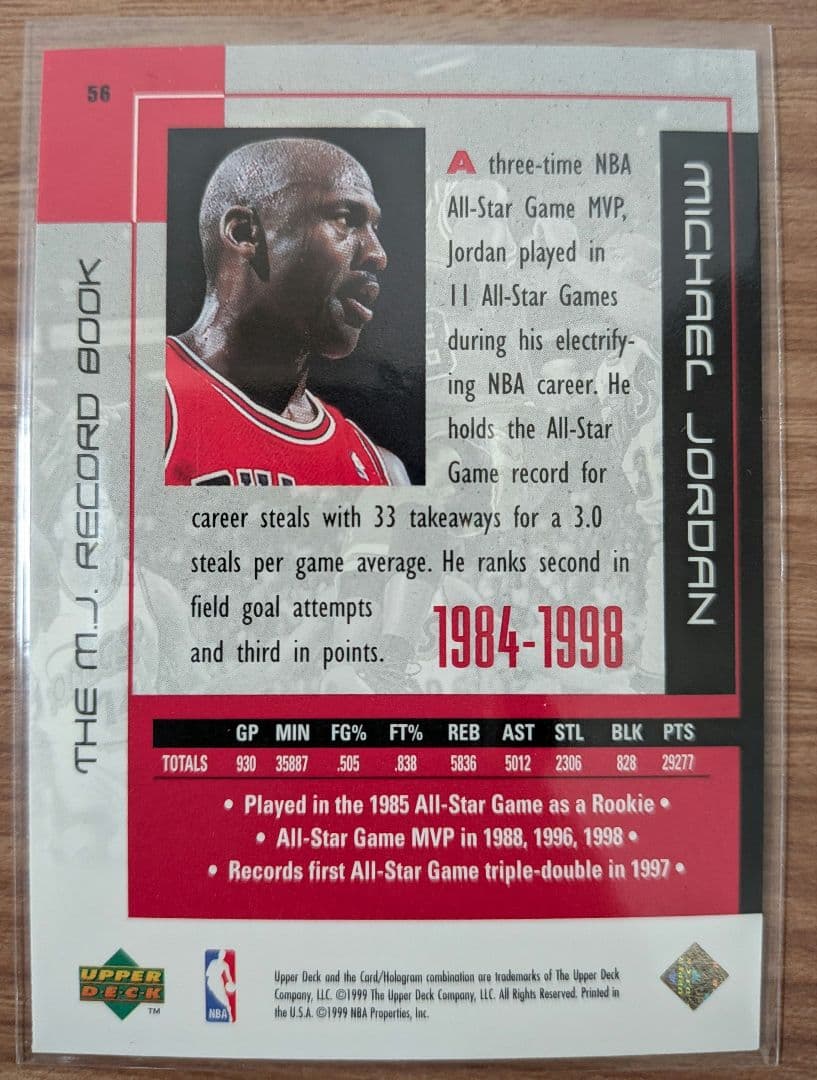 56
THE M.J. RECORD BOOK
MICHAEL JORDAN
A three-time NBA
All-Star Game MVP,
Jordan played in
11 All-Star Games
during his electrify-
ing NBA career. He
holds the All-Star
Game record for
career steals with 33 takeaways for a 3.0
steals per game average. He ranks second in
field goal attempts
and third in points.
1984-1998
GP MIN FG% FT% REB AST STL BLK PTS
TOTALS 930 35887 .505 .838 5836 5012 2306 828 29277
• Played in the 1985 All-Star Game as a Rookie •
• All-Star Game MVP in 1988, 1996, 1998 •
• Records first All-Star Game triple-double in 1997 •
UPPER
D·E·C·K
TM
NBA
Upper Deck and the Card/Hologram combination are trademarks of The Upper Deck
Company, LLC. ©1999 The Upper Deck Company, LLC. All Rights Reserved. Printed in
the U.S.A. ©1999 NBA Properties, Inc.